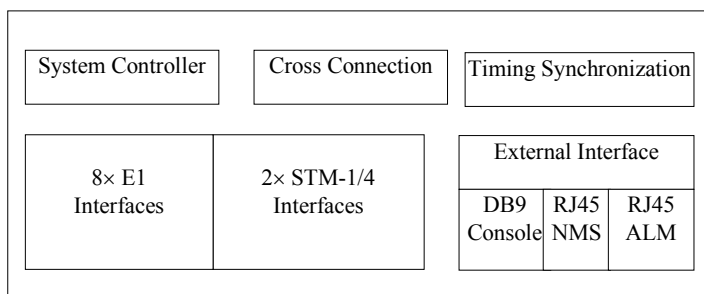 System Controller
Cross Connection
Timing Synchronization
8× E1
Interfaces
2× STM-1/4
Interfaces
External Interface
DB9
Console
RJ45
NMS
RJ45
ALM